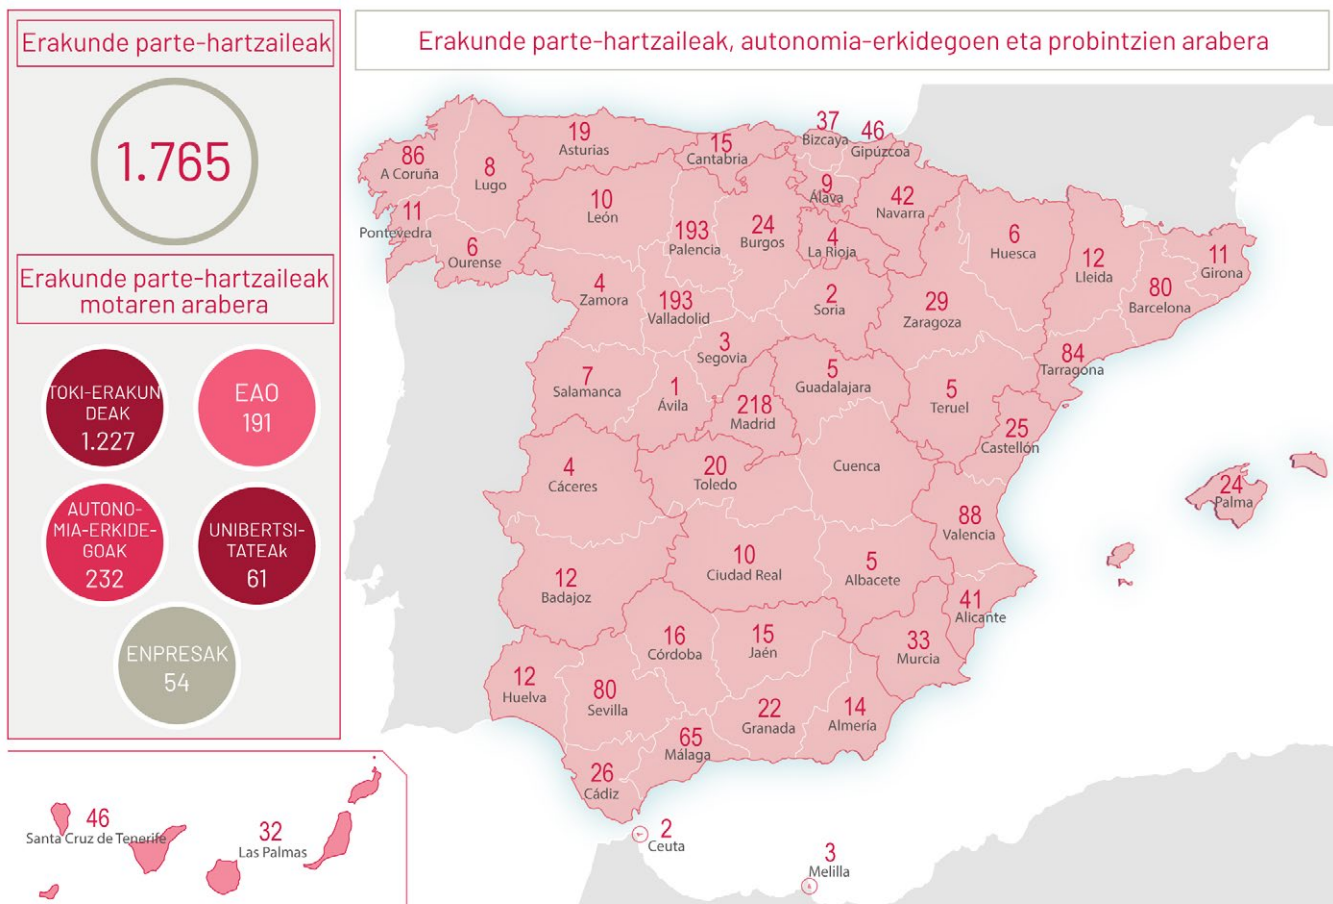 Erakunde parte-hartzaileak
1.765
Erakunde parte-hartzaileak
motaren arabera
TOKI-ERAKUN
DEAK
1.227
EAO
191
AUTONO-
MIA-ERKIDE-
GOAK
232
UNIBERTSI-
TATEAk
61
ENPRESAK
54
Erakunde parte-hartzaileak, autonomia-erkidegoen eta probintzien arabera
86
A Coruña
8
Lugo
19
Asturias
15
Cantabria
37
Bizcaya
46
Gipúzcoa
9
Álava
42
Navarra
11
Pontevedra
6
Ourense
10
León
193
Palencia
24
Burgos
4
La Rioja
6
Huesca
12
Lleida
11
Girona
80
Barcelona
4
Zamora
193
Valladolid
2
Soria
29
Zaragoza
84
Tarragona
3
Segovia
7
Salamanca
1
Ávila
218
Madrid
5
Guadalajara
5
Teruel
25
Castellón
4
Cáceres
20
Toledo
Cuenca
88
Valencia
24
Palma
12
Badajoz
10
Ciudad Real
5
Albacete
41
Alicante
12
Huelva
80
Sevilla
16
Córdoba
15
Jaén
33
Murcia
22
Granada
14
Almería
65
Málaga
26
Cádiz
2
Ceuta
3
Melilla
46
Santa Cruz de Tenerife
32
Las Palmas